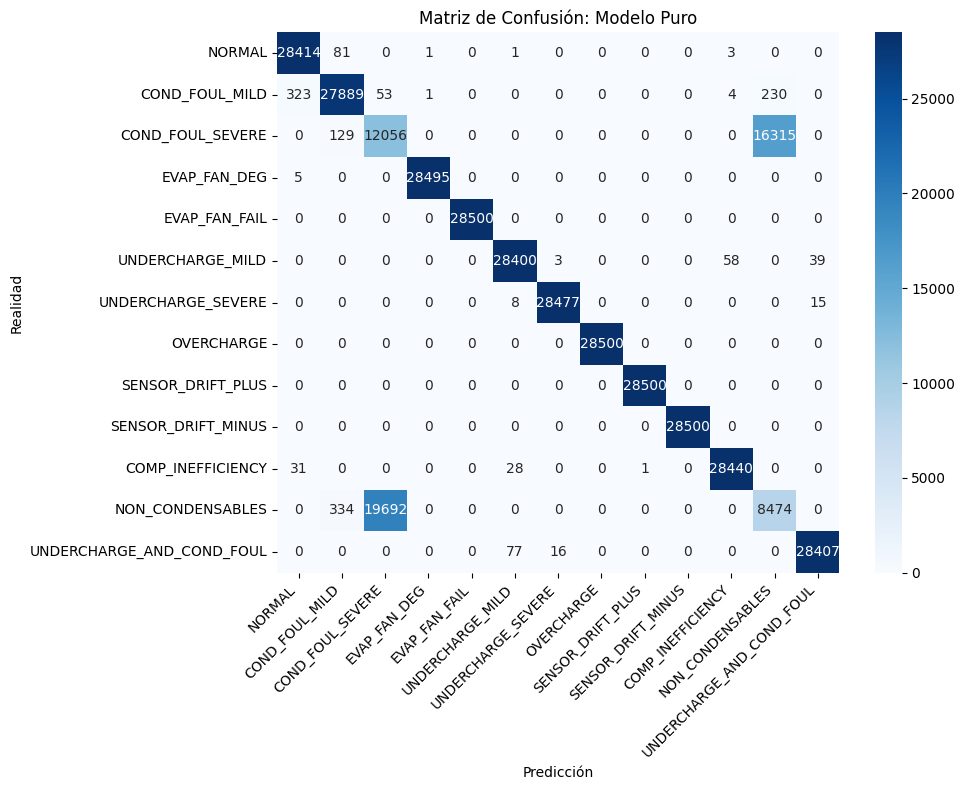 Matriz de Confusión: Modelo Puro
NORMAL 28414 81 0 1 1 0 0 0 0 3 0 0
COND_FOUL_MILD 323 27889 53 1 0 0 0 0 0 0 4 230 0
COND_FOUL_SEVERE 0 129 12056 0 0 0 0 0 0 0 0 16315 0
EVAP_FAN_DEG 5 0 0 28495 0 0 0 0 0 0 0 0 0
EVAP_FAN_FAIL 0 0 0 0 28500 0 0 0 0 0 0 0 0
UNDERCHARGE_MILD 0 0 0 0 0 28400 3 0 0 0 58 0 39
UNDERCHARGE_SEVERE 0 0 0 0 0 8 28477 0 0 0 0 0 15
OVERCHARGE 0 0 0 0 0 0 0 28500 0 0 0 0 0
SENSOR_DRIFT_PLUS 0 0 0 0 0 0 0 0 28500 0 0 0 0
SENSOR_DRIFT_MINUS 0 0 0 0 0 0 0 0 0 28500 0 0 0
COMP_INEFFICIENCY 31 0 0 0 0 28 0 0 1 0 28440 0 0
NON_CONDENSABLES 0 334 19692 0 0 0 0 0 0 0 0 8474 0
UNDERCHARGE_AND_COND_FOUL 0 0 0 0 0 77 16 0 0 0 0 0 28407
Realidad
NORMAL
COND_FOUL_MILD
COND_FOUL_SEVERE
EVAP_FAN_DEG
EVAP_FAN_FAIL
UNDERCHARGE_MILD
UNDERCHARGE_SEVERE
OVERCHARGE
SENSOR_DRIFT_PLUS
SENSOR_DRIFT_MINUS
COMP_INEFFICIENCY
NON_CONDENSABLES
UNDERCHARGE_AND_COND_FOUL
Predicción
25000
20000
15000
10000
5000
0